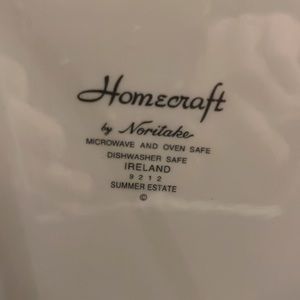 Homecraft
by Noritake
MICROWAVE AND OVEN SAFE
DISHWASHER SAFE
IRELAND
9212
SUMMER ESTATE
©